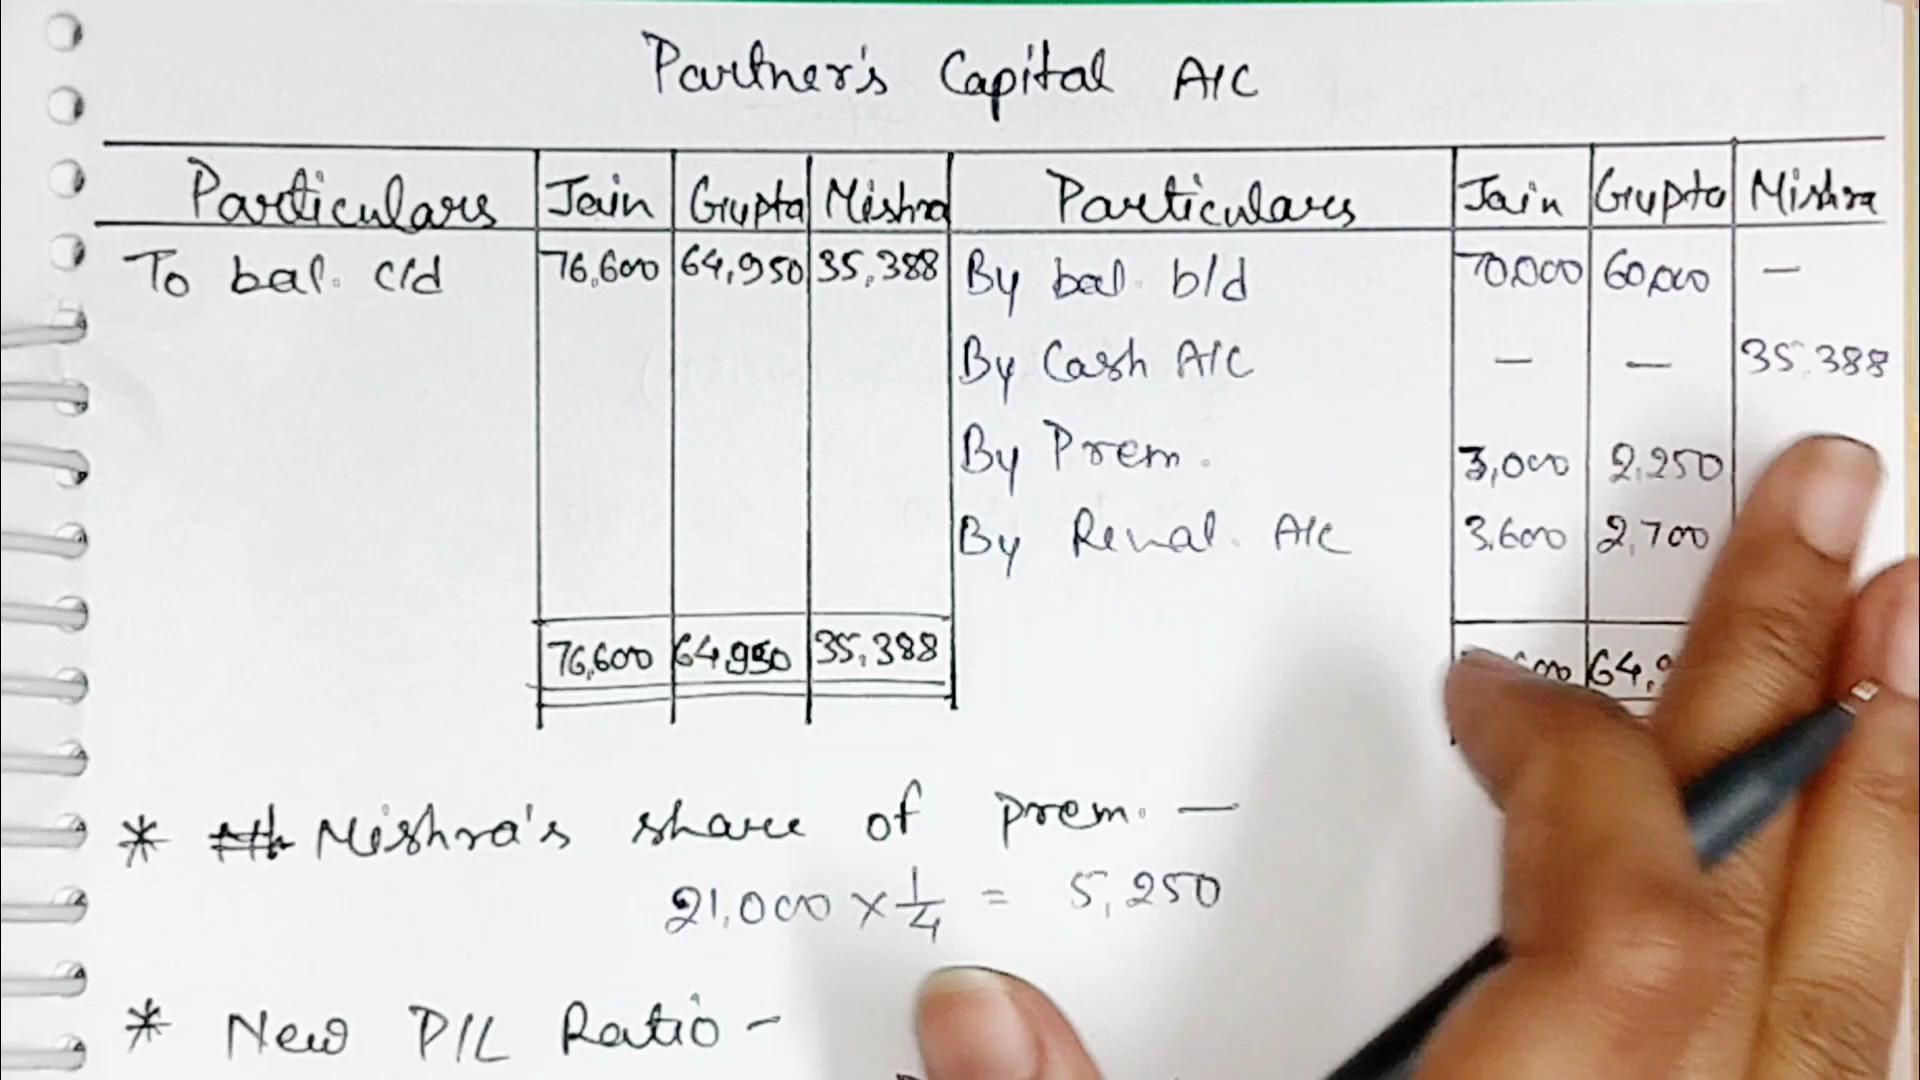 Partner's Capital A/C
Particulars Jain Gupta Mishra Particulars Jain Gupta Mishra
To bal. c/d 76,600 64,950 35,388 By bal. b/d 70,000 60,000 —
By Cash A/C — — 35,388
By Prem. 3,000 2,250
By Reval. A/C 3,600 2,700
76,600 64,950 35,388 600 64,9
* Mishra's share of prem. —
21,000 × 1/4 = 5,250
* New P/L Ratio -